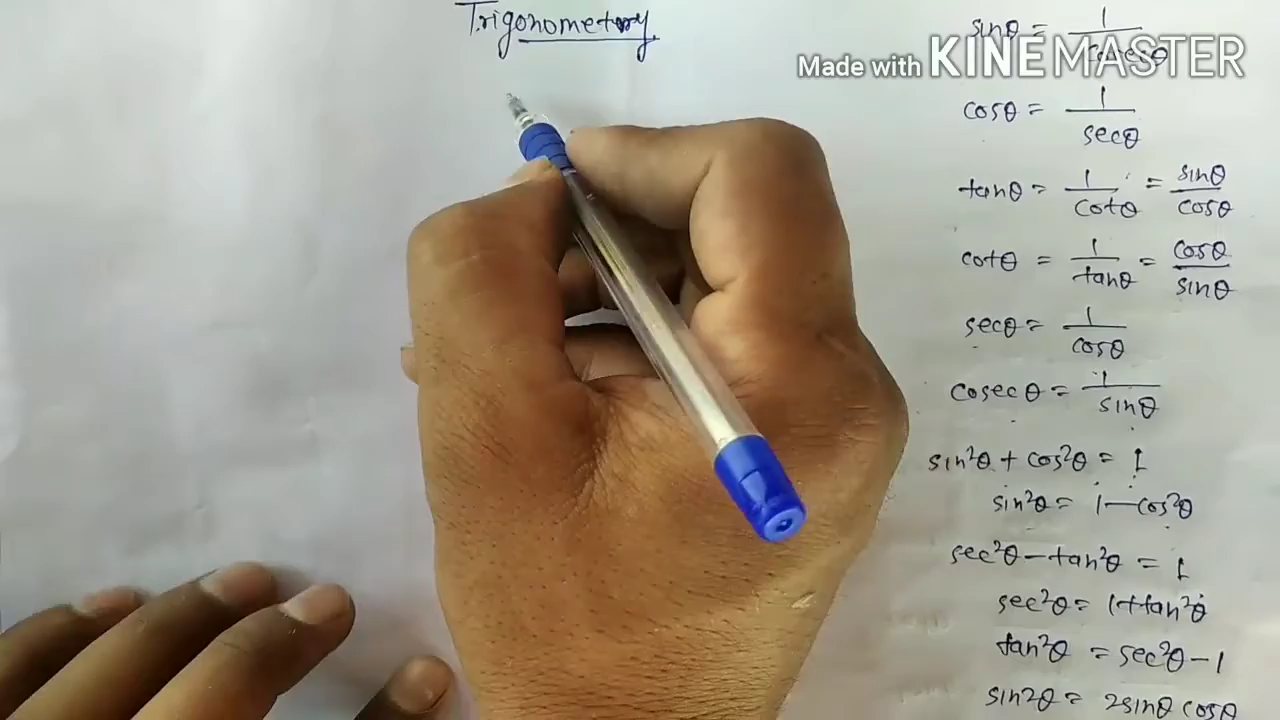 Trigonometory
sinθ = 1/cosecθ
Made with KINEMASTER
cosθ = 1/secθ
tanθ = 1/cotθ = sinθ/cosθ
cotθ = 1/tanθ = cosθ/sinθ
secθ = 1/cosθ
cosecθ = 1/sinθ
sin²θ + cos²θ = 1
sin²θ = 1 - cos²θ
sec²θ - tan²θ = 1
sec²θ = 1 + tan²θ
tan²θ = sec²θ - 1
sin2θ = 2sinθ cosθ